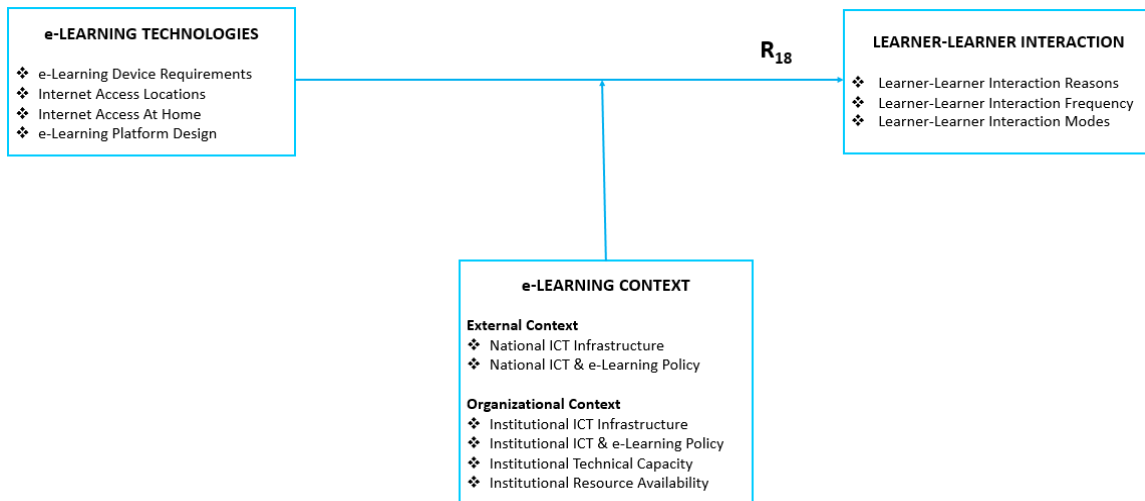 e-LEARNING TECHNOLOGIES
❖ e-Learning Device Requirements
❖ Internet Access Locations
❖ Internet Access At Home
❖ e-Learning Platform Design
R₁₈
LEARNER-LEARNER INTERACTION
❖ Learner-Learner Interaction Reasons
❖ Learner-Learner Interaction Frequency
❖ Learner-Learner Interaction Modes
e-LEARNING CONTEXT
External Context
❖ National ICT Infrastructure
❖ National ICT & e-Learning Policy
Organizational Context
❖ Institutional ICT Infrastructure
❖ Institutional ICT & e-Learning Policy
❖ Institutional Technical Capacity
❖ Institutional Resource Availability